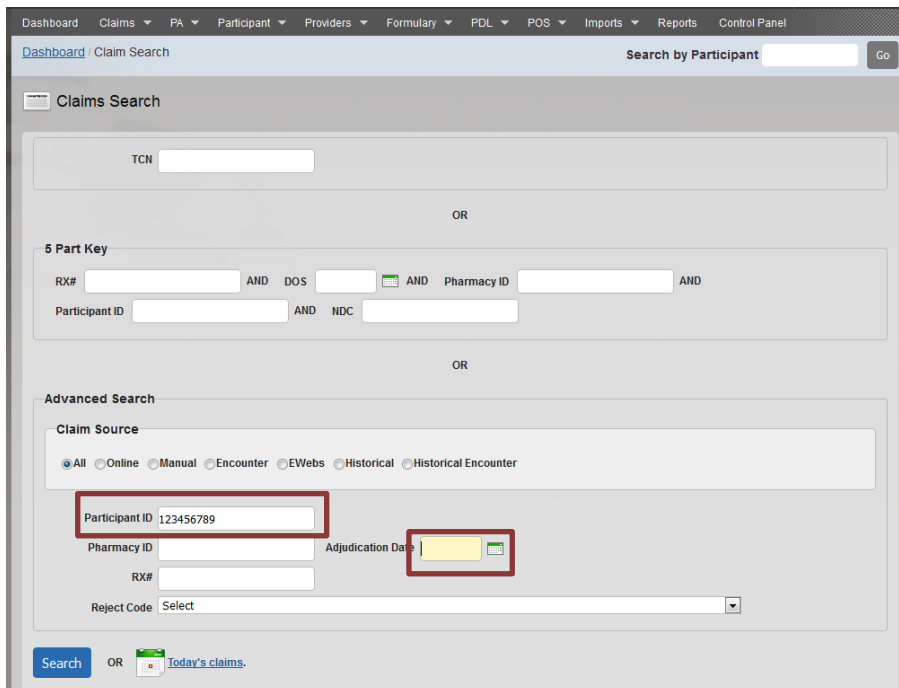 Dashboard Claims PA Participant Providers Formulary PDL POS Imports Reports Control Panel
Dashboard / Claim Search Search by Participant Go
Claims Search
TCN
OR
5 Part Key
RX# AND DOS AND Pharmacy ID AND
Participant ID AND NDC
OR
Advanced Search
Claim Source
All Online Manual Encounter EWebs Historical Historical Encounter
Participant ID 123456789
Pharmacy ID Adjudication Date
RX#
Reject Code Select
Search OR Today's claims.